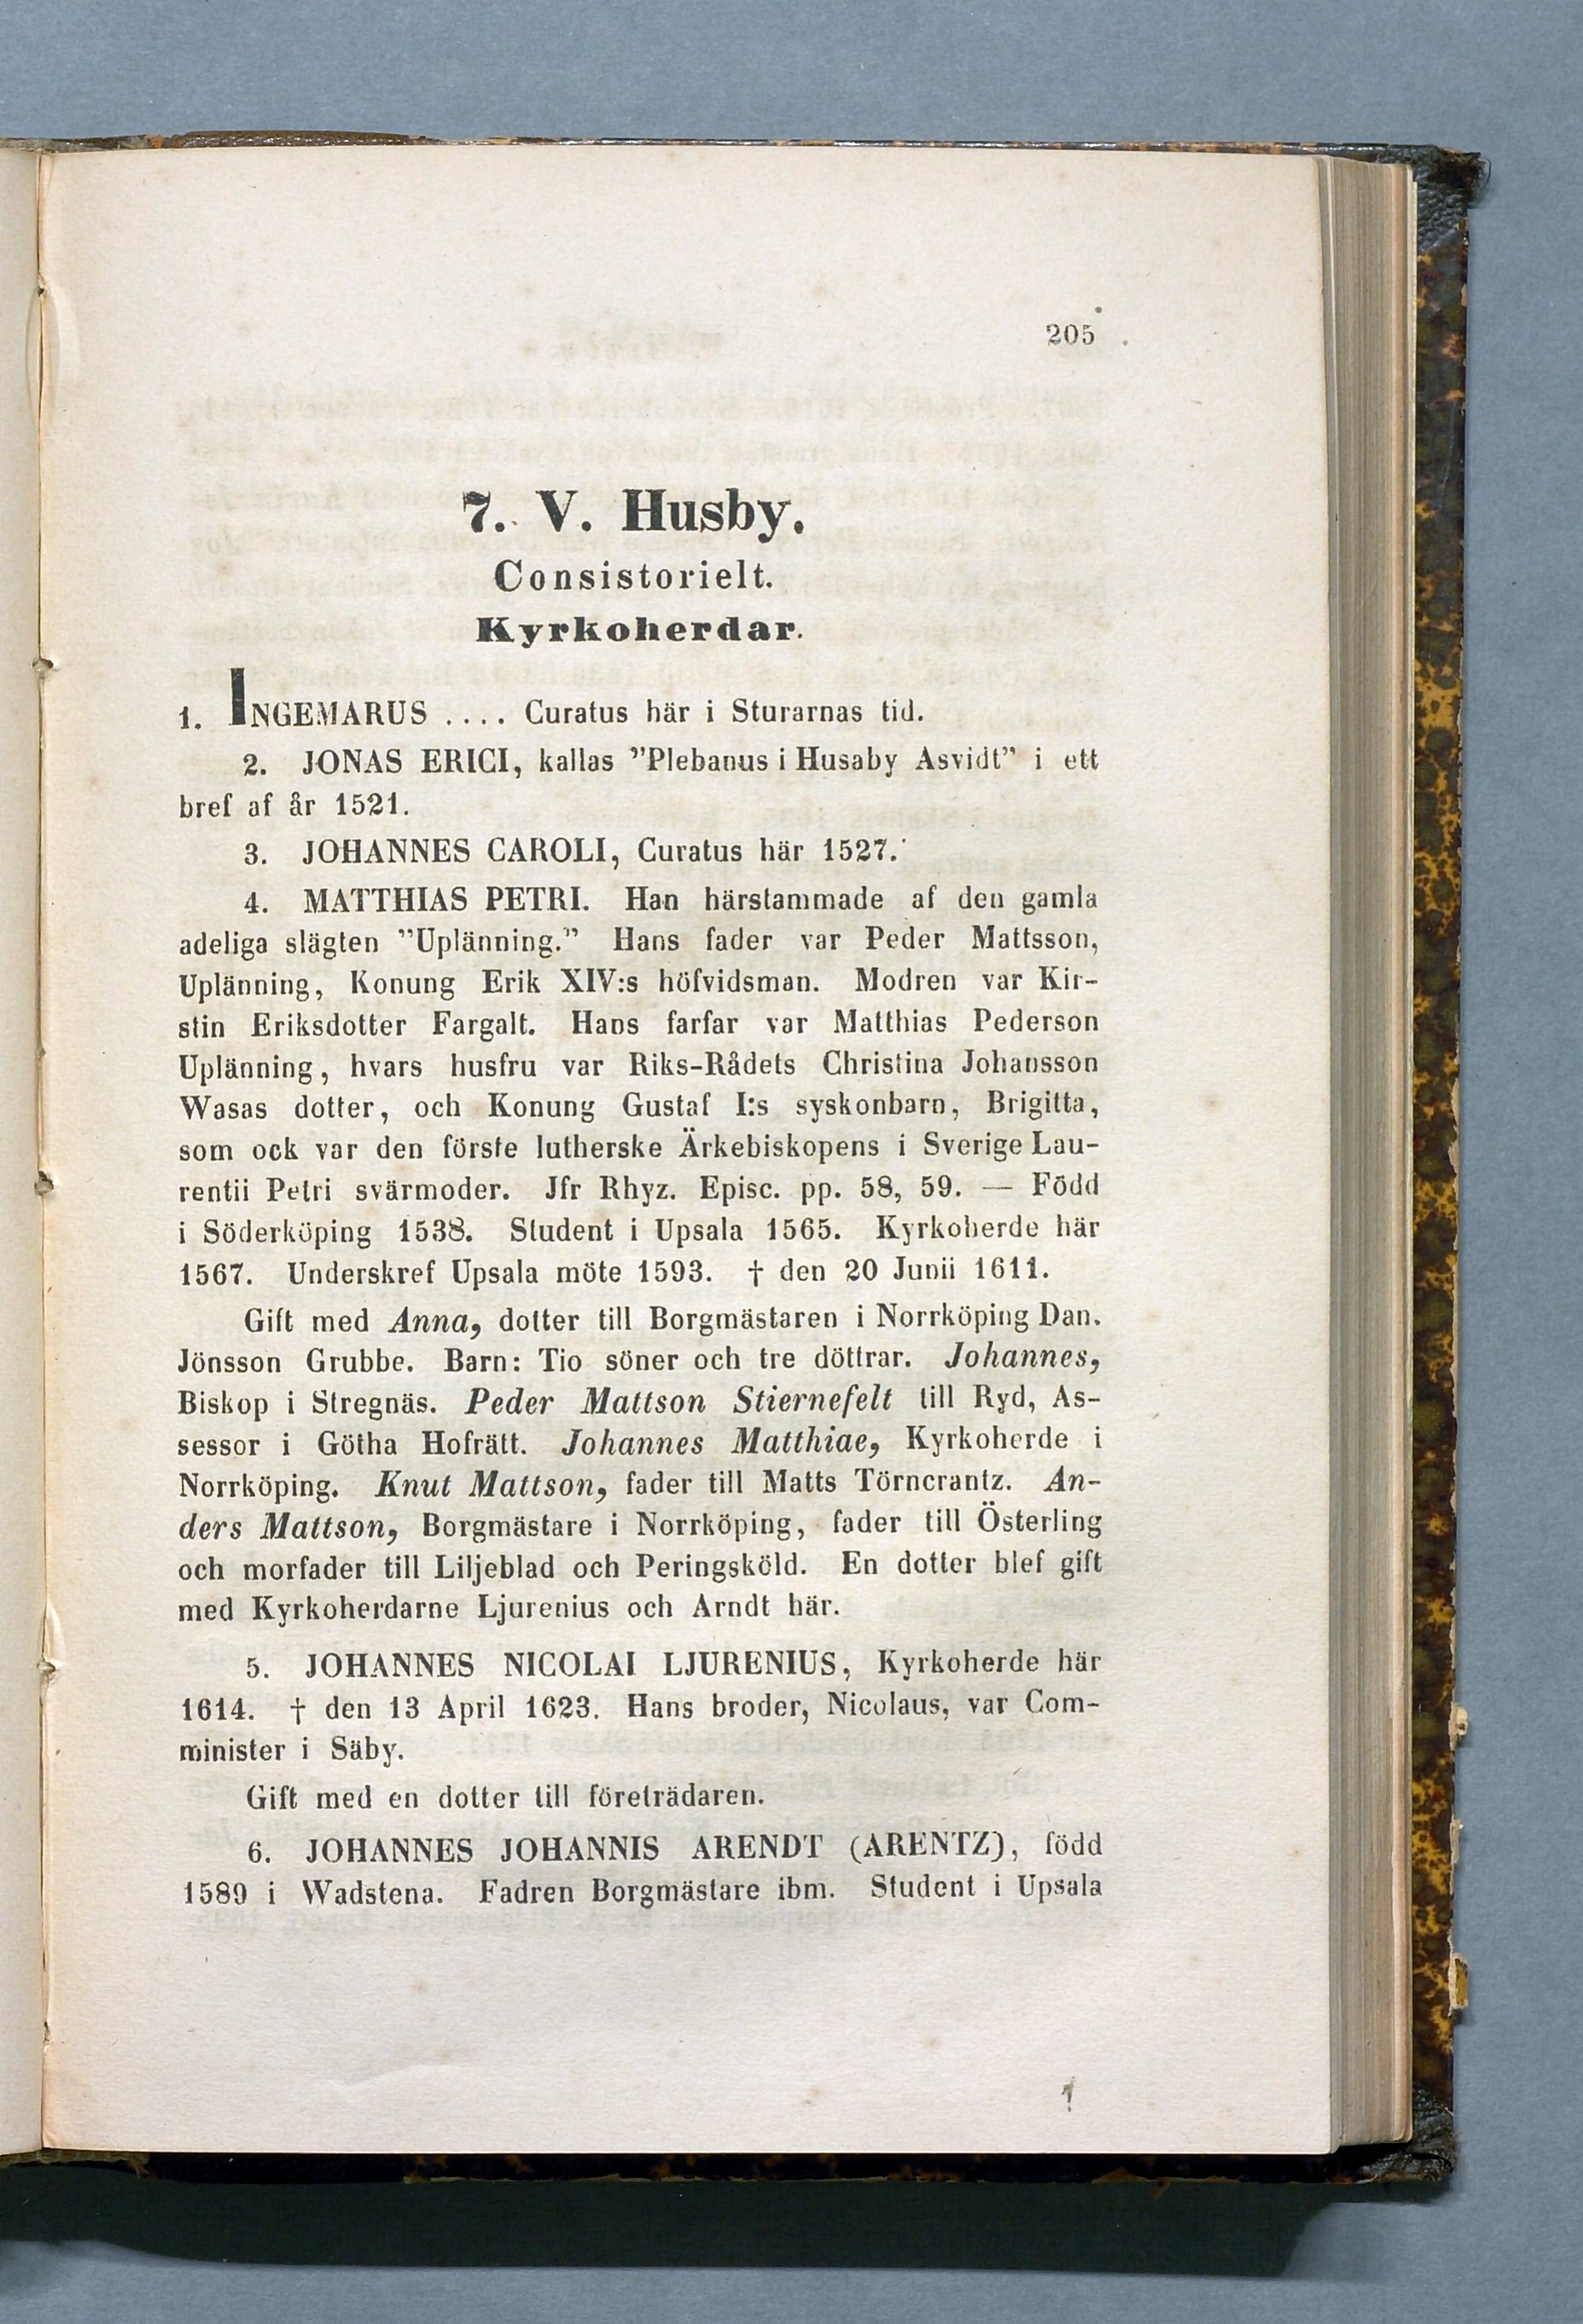 205
7. V. Husby.
Consistorielt.
Kyrkoherdar.
1. INGEMARUS .... Curatus här i Sturarnas tid.
2. JONAS ERICI, kallas "Plebanus i Husaby Asvidt" i ett
bref af år 1521.
3. JOHANNES CAROLI, Curatus här 1527.
4. MATTHIAS PETRI. Han härstammade af den gamla
adeliga slägten "Uplänning." Hans fader var Peder Mattsson,
Uplänning, Konung Erik XIV:s höfvidsman. Modren var Kir-
stin Eriksdotter Fargalt. Hans farfar var Matthias Pederson
Uplänning, hvars husfru var Riks-Rådets Christina Johansson
Wasas dotter, och Konung Gustaf I:s syskonbarn, Brigitta,
som ock var den förste lutherske Ärkebiskopens i Sverige Lau-
rentii Petri svärmoder. Jfr Rhyz. Episc. pp. 58, 59. — Född
i Söderköping 1538. Student i Upsala 1565. Kyrkoherde här
1567. Underskref Upsala möte 1593. † den 20 Junii 1611.
Gift med Anna, dotter till Borgmästaren i Norrköping Dan.
Jönsson Grubbe. Barn: Tio söner och tre döttrar. Johannes,
Biskop i Stregnäs. Peder Mattson Stiernefelt till Ryd, As-
sessor i Götha Hofrätt. Johannes Matthiae, Kyrkoherde i
Norrköping. Knut Mattson, fader till Matts Törncrantz. An-
ders Mattson, Borgmästare i Norrköping, fader till Österling
och morfader till Liljeblad och Peringsköld. En dotter blef gift
med Kyrkoherdarne Ljurenius och Arndt här.
5. JOHANNES NICOLAI LJURENIUS, Kyrkoherde här
1614. † den 13 April 1623. Hans broder, Nicolaus, var Com-
minister i Säby.
Gift med en dotter till företrädaren.
6. JOHANNES JOHANNIS ARENDT (ARENTZ), född
1589 i Wadstena. Fadren Borgmästare ibm. Student i Upsala